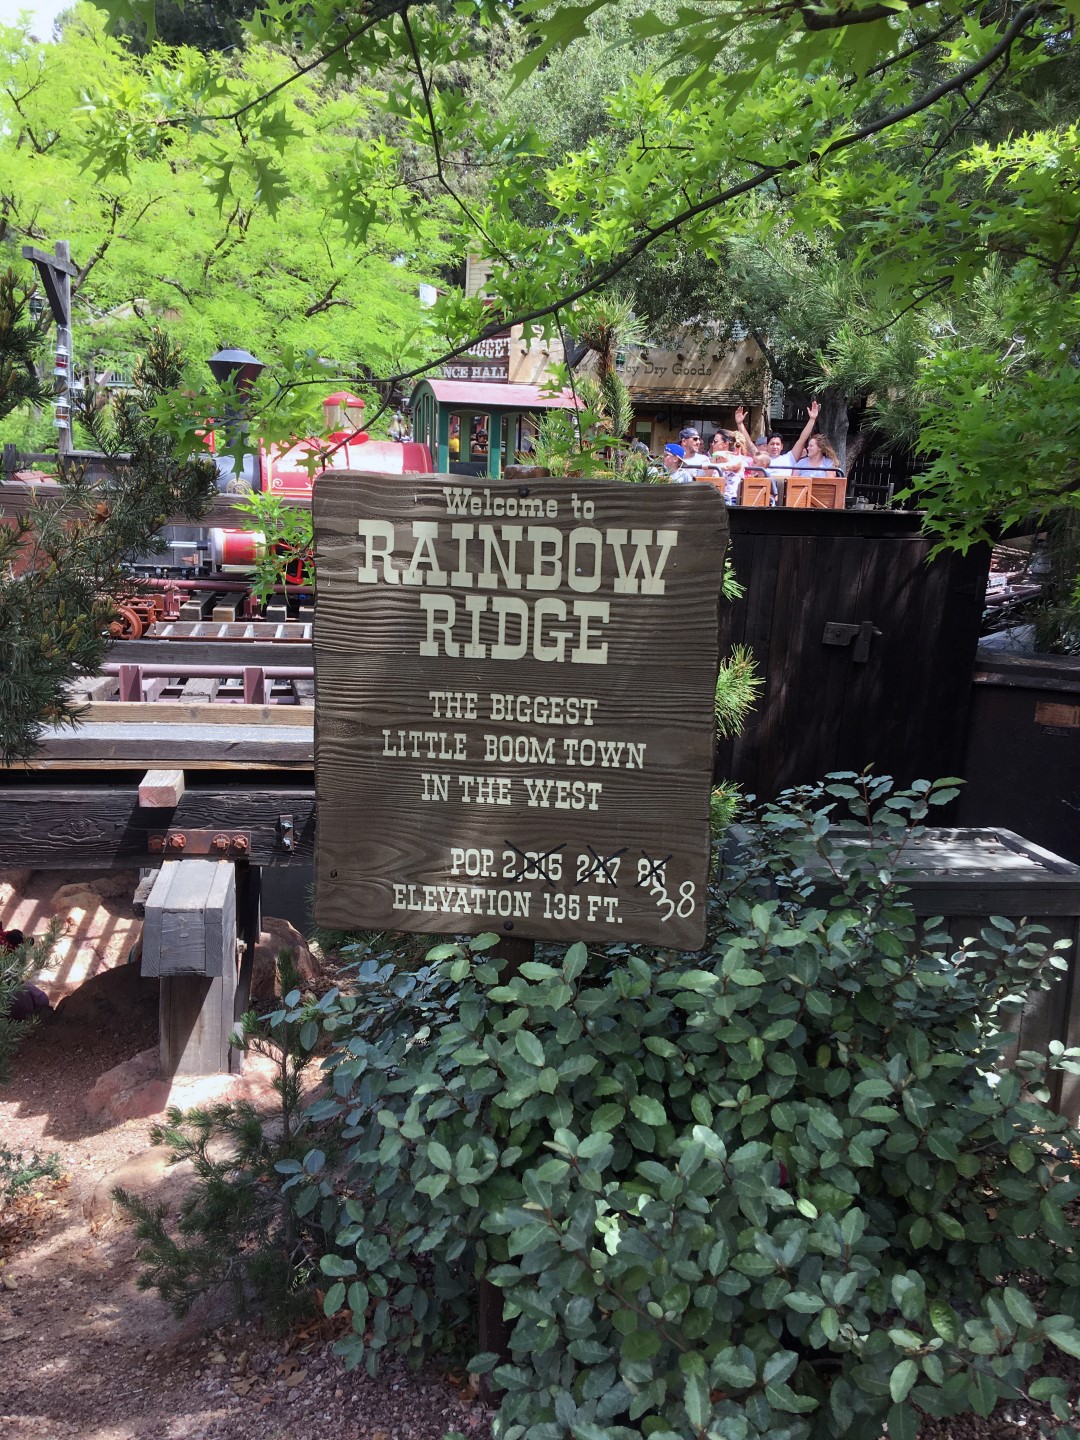 DANCE HALL
Dry Goods
Welcome to
RAINBOW
RIDGE
THE BIGGEST
LITTLE BOOM TOWN
IN THE WEST
POP. 2,015 247 85
38
ELEVATION 135 FT.